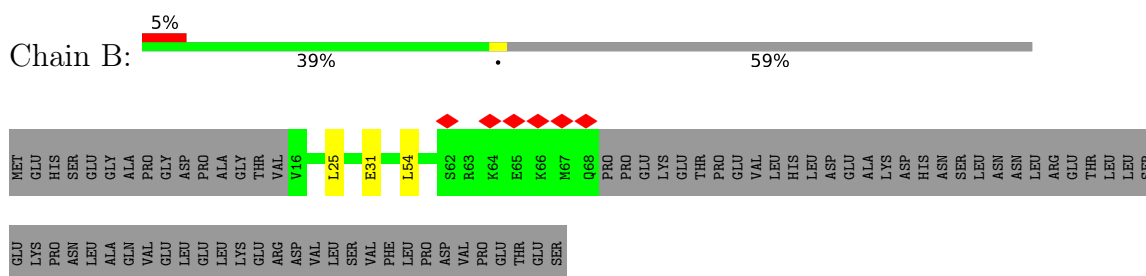 5%
Chain B:
39% • 59%
MET GLU HIS SER GLU GLY ALA PRO GLY ASP PRO ALA GLY THR VAL V16 L25 E31 L54 S62 R63 K64 E65 K66 M67 Q68 PRO PRO GLU LYS GLU THR PRO GLU VAL LEU HIS LEU ASP GLU ALA LYS ASP HIS ASN SER LEU ASN ASN LEU ARG GLU THR LEU LEU SER
GLU LYS PRO ASN LEU ALA GLN VAL GLU LEU GLU LEU LYS GLU ARG ASP VAL LEU SER VAL PHE LEU PRO ASP VAL PRO GLU THR GLU SER